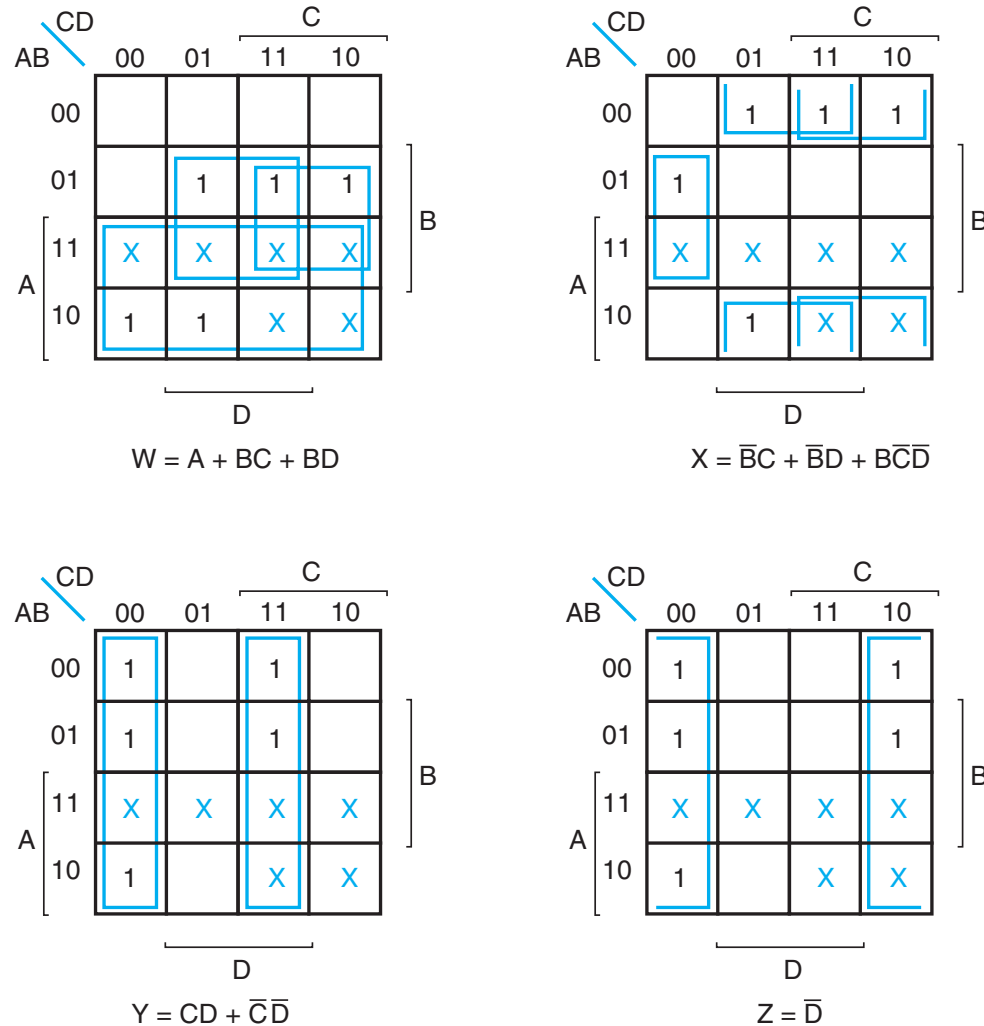 CD C
AB 00 01 11 10
00
01 1 1 1 B
A 11 X X X X
10 1 1 X X
D
W = A + BC + BD
CD C
AB 00 01 11 10
00 1 1 1
01 1 B
A 11 X X X X
10 1 X X
D
X = B̅C + B̅D + BC̅D̅
CD C
AB 00 01 11 10
00 1 1
01 1 1 B
A 11 X X X X
10 1 X X
D
Y = CD + C̅D̅
CD C
AB 00 01 11 10
00 1 1
01 1 1 B
A 11 X X X X
10 1 X X
D
Z = D̅